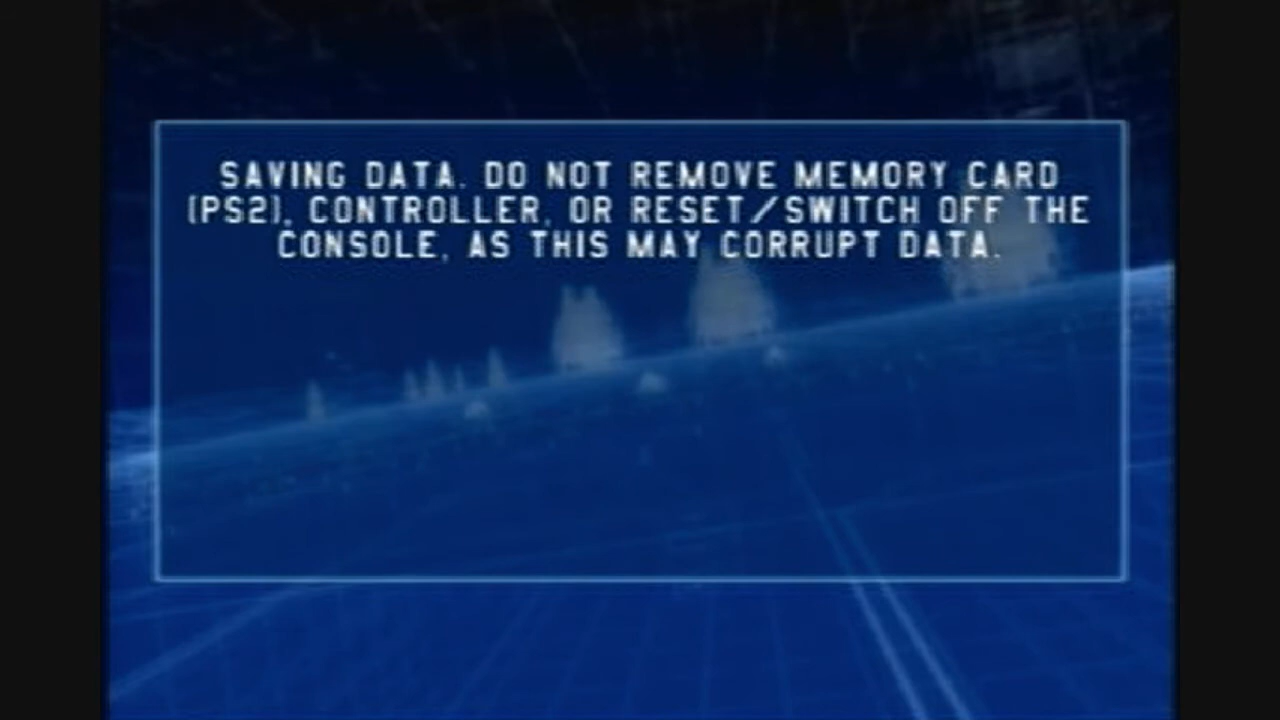 SAVING DATA. DO NOT REMOVE MEMORY CARD
(PS2), CONTROLLER, OR RESET/SWITCH OFF THE
CONSOLE, AS THIS MAY CORRUPT DATA.